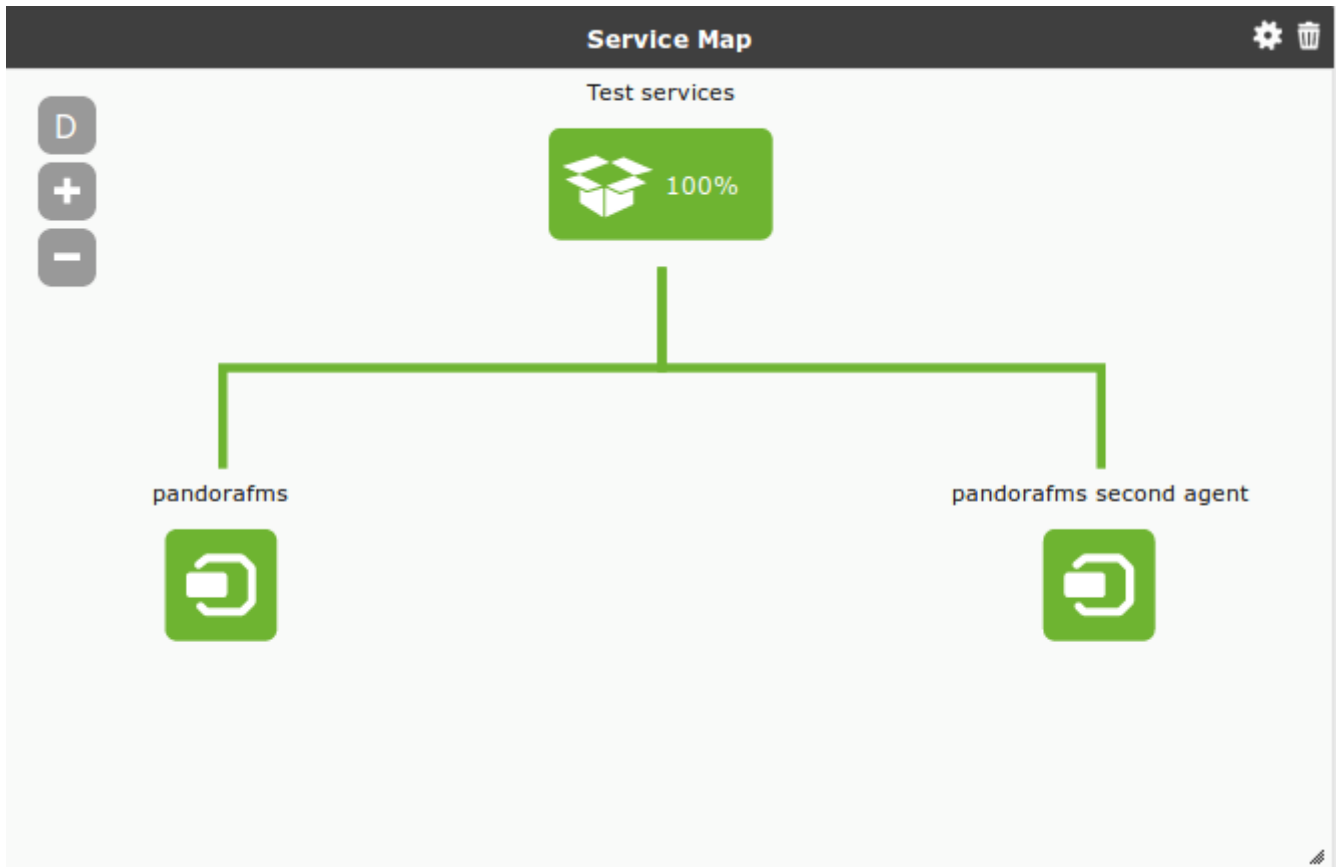 Service Map
Test services
D
100%
pandorafms
pandorafms second agent